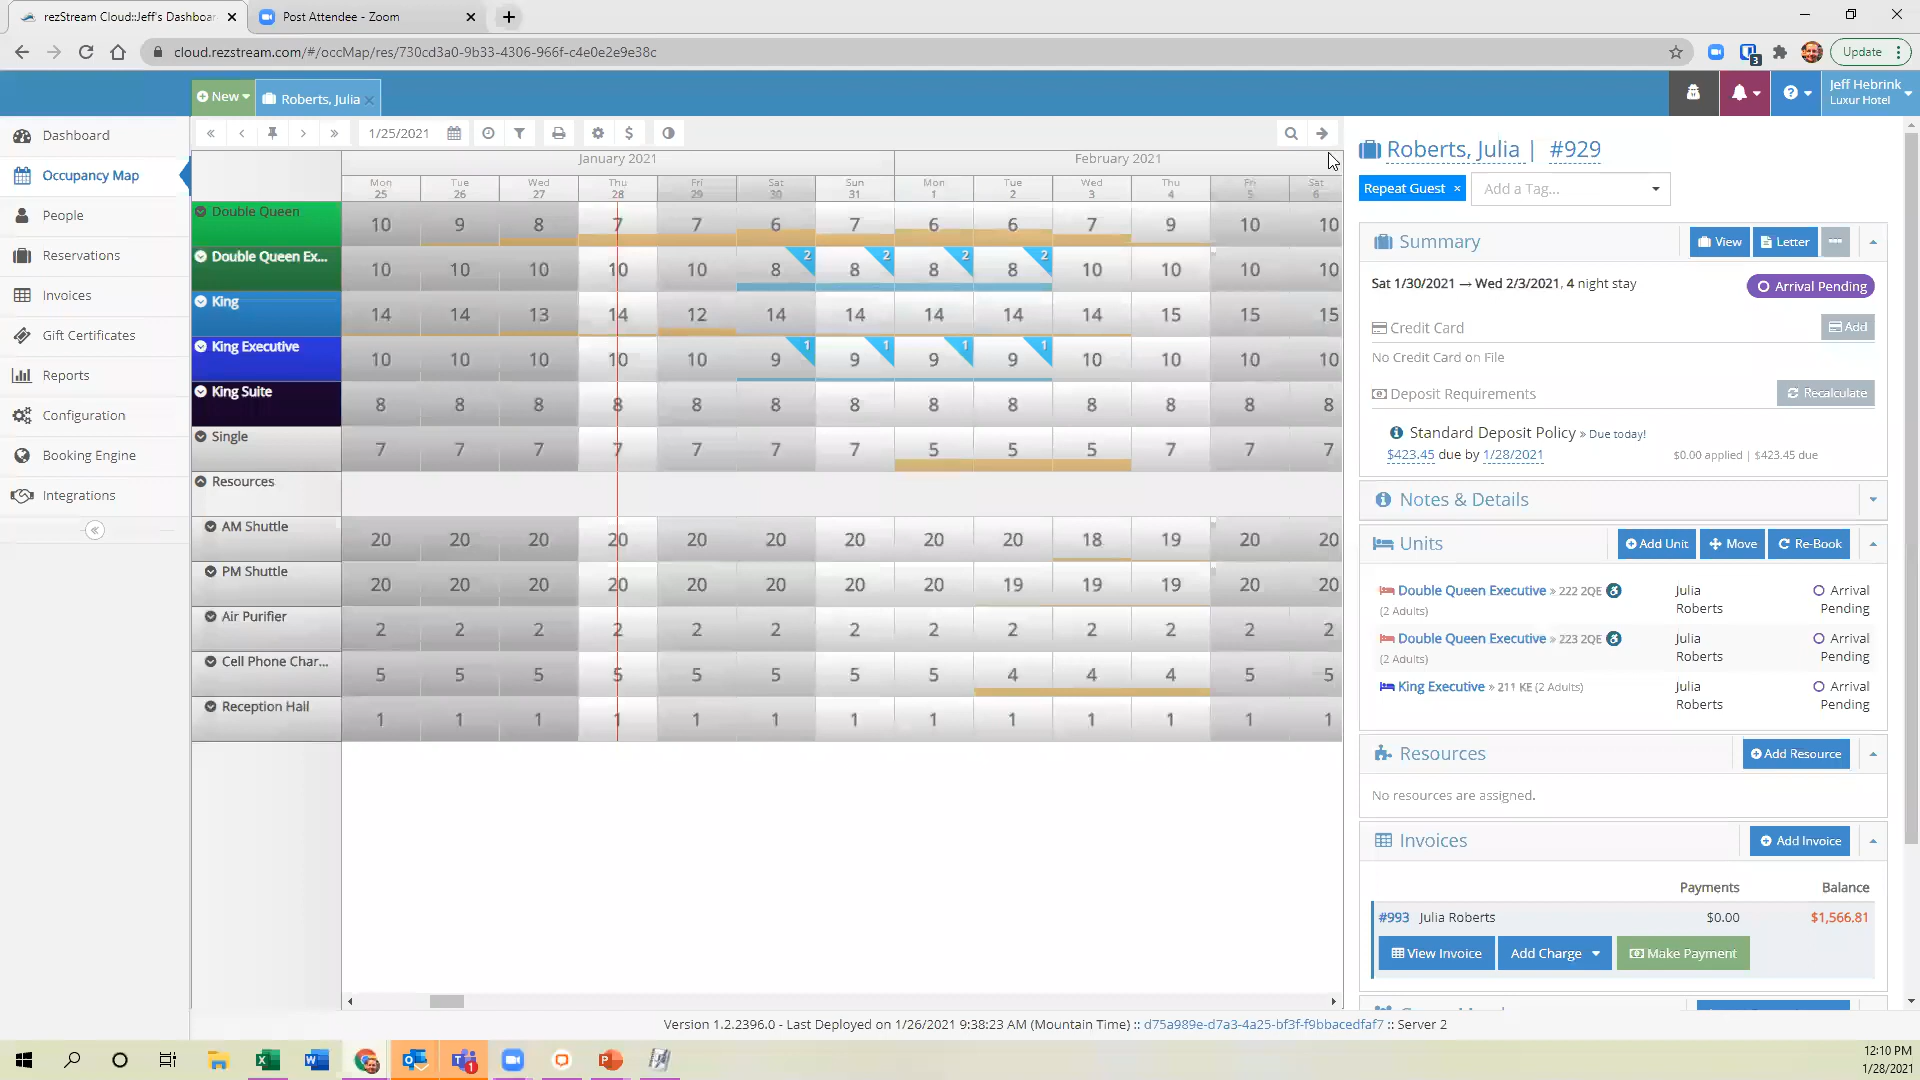 rezStream Cloud::Jeff's Dashboar
Post Attendee - Zoom
cloud.rezstream.com/#/occMap/res/730cd3a0-9b33-4306-966f-c4e0e2e9e38c
3
Update
New
Roberts, Julia
Jeff Hebrink
Luxur Hotel
Dashboard
Occupancy Map
People
Reservations
Invoices
Gift Certificates
Reports
Configuration
Booking Engine
Integrations
1/25/2021
$
January 2021
February 2021
Mon Tue Wed Thu Fri Sat Sun Mon Tue Wed Thu Fri Sat
25 26 27 28 29 30 31 1 2 3 4 5 6
Double Queen 10 9 8 7 7 6 7 6 6 7 9 10 10
2 2 2 2
Double Queen Ex... 10 10 10 10 10 8 8 8 8 10 10 10 10
King 14 14 13 14 12 14 14 14 14 14 15 15 15
1 1 1 1
King Executive 10 10 10 10 10 9 9 9 9 10 10 10 10
King Suite 8 8 8 8 8 8 8 8 8 8 8 8 8
Single 7 7 7 7 7 7 7 5 5 5 7 7 7
Resources
AM Shuttle 20 20 20 20 20 20 20 20 20 18 19 20 20
PM Shuttle 20 20 20 20 20 20 20 20 19 19 19 20 20
Air Purifier 2 2 2 2 2 2 2 2 2 2 2 2 2
Cell Phone Char... 5 5 5 5 5 5 5 5 4 4 4 5 5
Reception Hall 1 1 1 1 1 1 1 1 1 1 1 1 1
Roberts, Julia | #929
Repeat Guest × Add a Tag...
Summary View Letter
Sat 1/30/2021 → Wed 2/3/2021, 4 night stay Arrival Pending
Credit Card Add
No Credit Card on File
Deposit Requirements Recalculate
Standard Deposit Policy » Due today!
$423.45 due by 1/28/2021 $0.00 applied | $423.45 due
Notes & Details
Units Add Unit Move Re-Book
Double Queen Executive » 222 2QE Julia Arrival
(2 Adults) Roberts Pending
Double Queen Executive » 223 2QE Julia Arrival
(2 Adults) Roberts Pending
King Executive » 211 KE (2 Adults) Julia Arrival
Roberts Pending
Resources Add Resource
No resources are assigned.
Invoices Add Invoice
Payments Balance
#993 Julia Roberts $0.00 $1,566.81
View Invoice Add Charge Make Payment
Version 1.2.2396.0 - Last Deployed on 1/26/2021 9:38:23 AM (Mountain Time) :: d75a989e-d7a3-4a25-bf3f-f9bbacedfaf7 :: Server 2
1
12:10 PM
1/28/2021